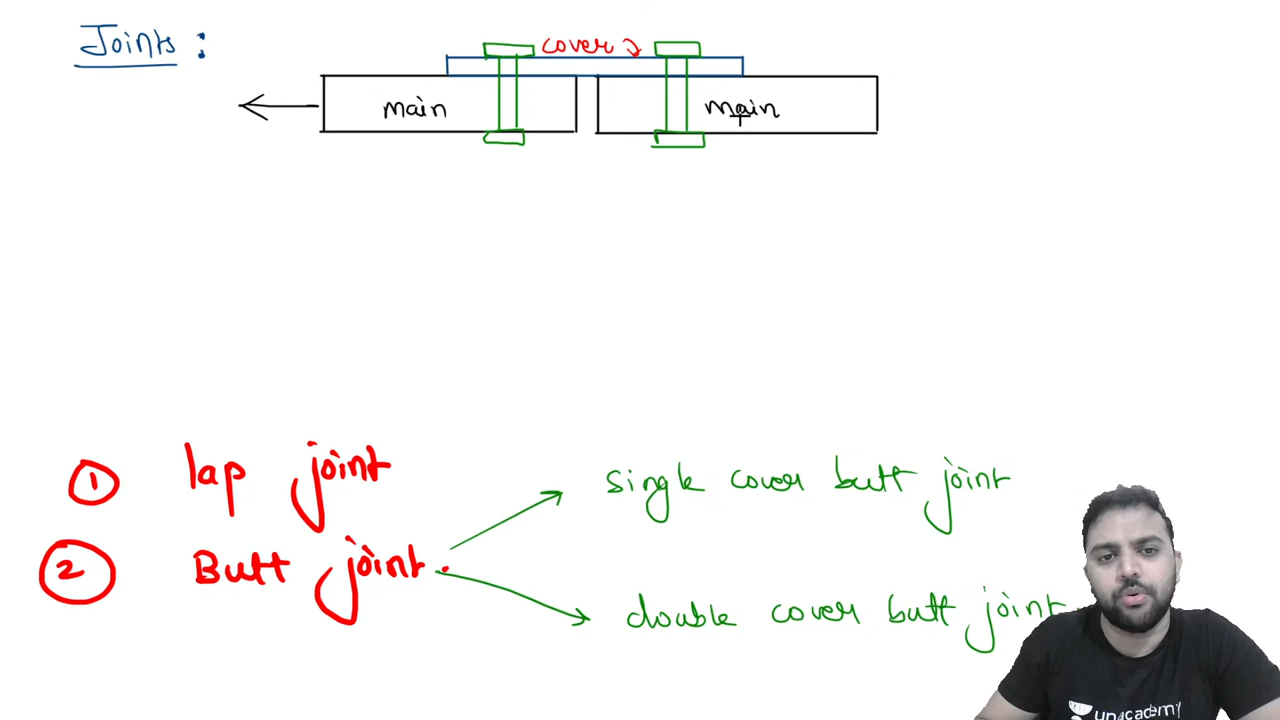 Joints :
cover
main
main
1 lap joint
2 Butt joint.
single cover butt joint
double cover butt joint
unacademy